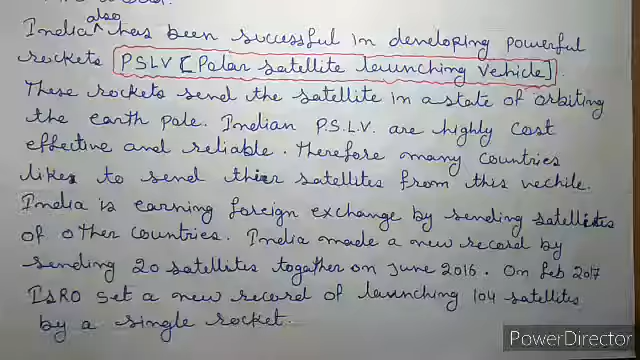 India also has been successful in developing powerful
rockets PSLV [Polar satellite launching vehicle].
These rockets send the satellite in a state of orbiting
the earth pole. Indian P.S.L.V. are highly cost
effective and reliable. Therefore many countries
likes to send thier satellites from this vechile.
India is earning foreign exchange by sending satellites
of other countries. India made a new record by
sending 20 satellites together on June 2016. On feb 2017
ISRO set a new record of launching 104 satellites
by a single rocket.
PowerDirector